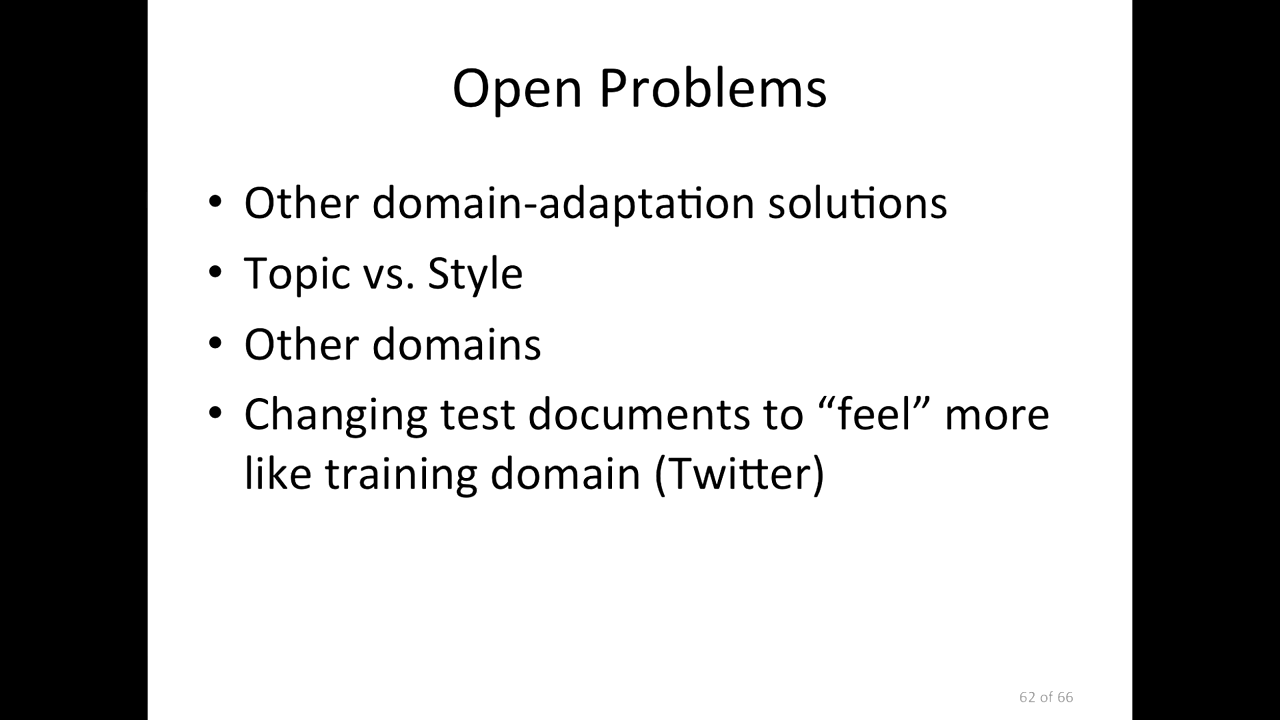 Open Problems
• Other domain-adaptation solutions
• Topic vs. Style
• Other domains
• Changing test documents to “feel” more
like training domain (Twitter)
62 of 66